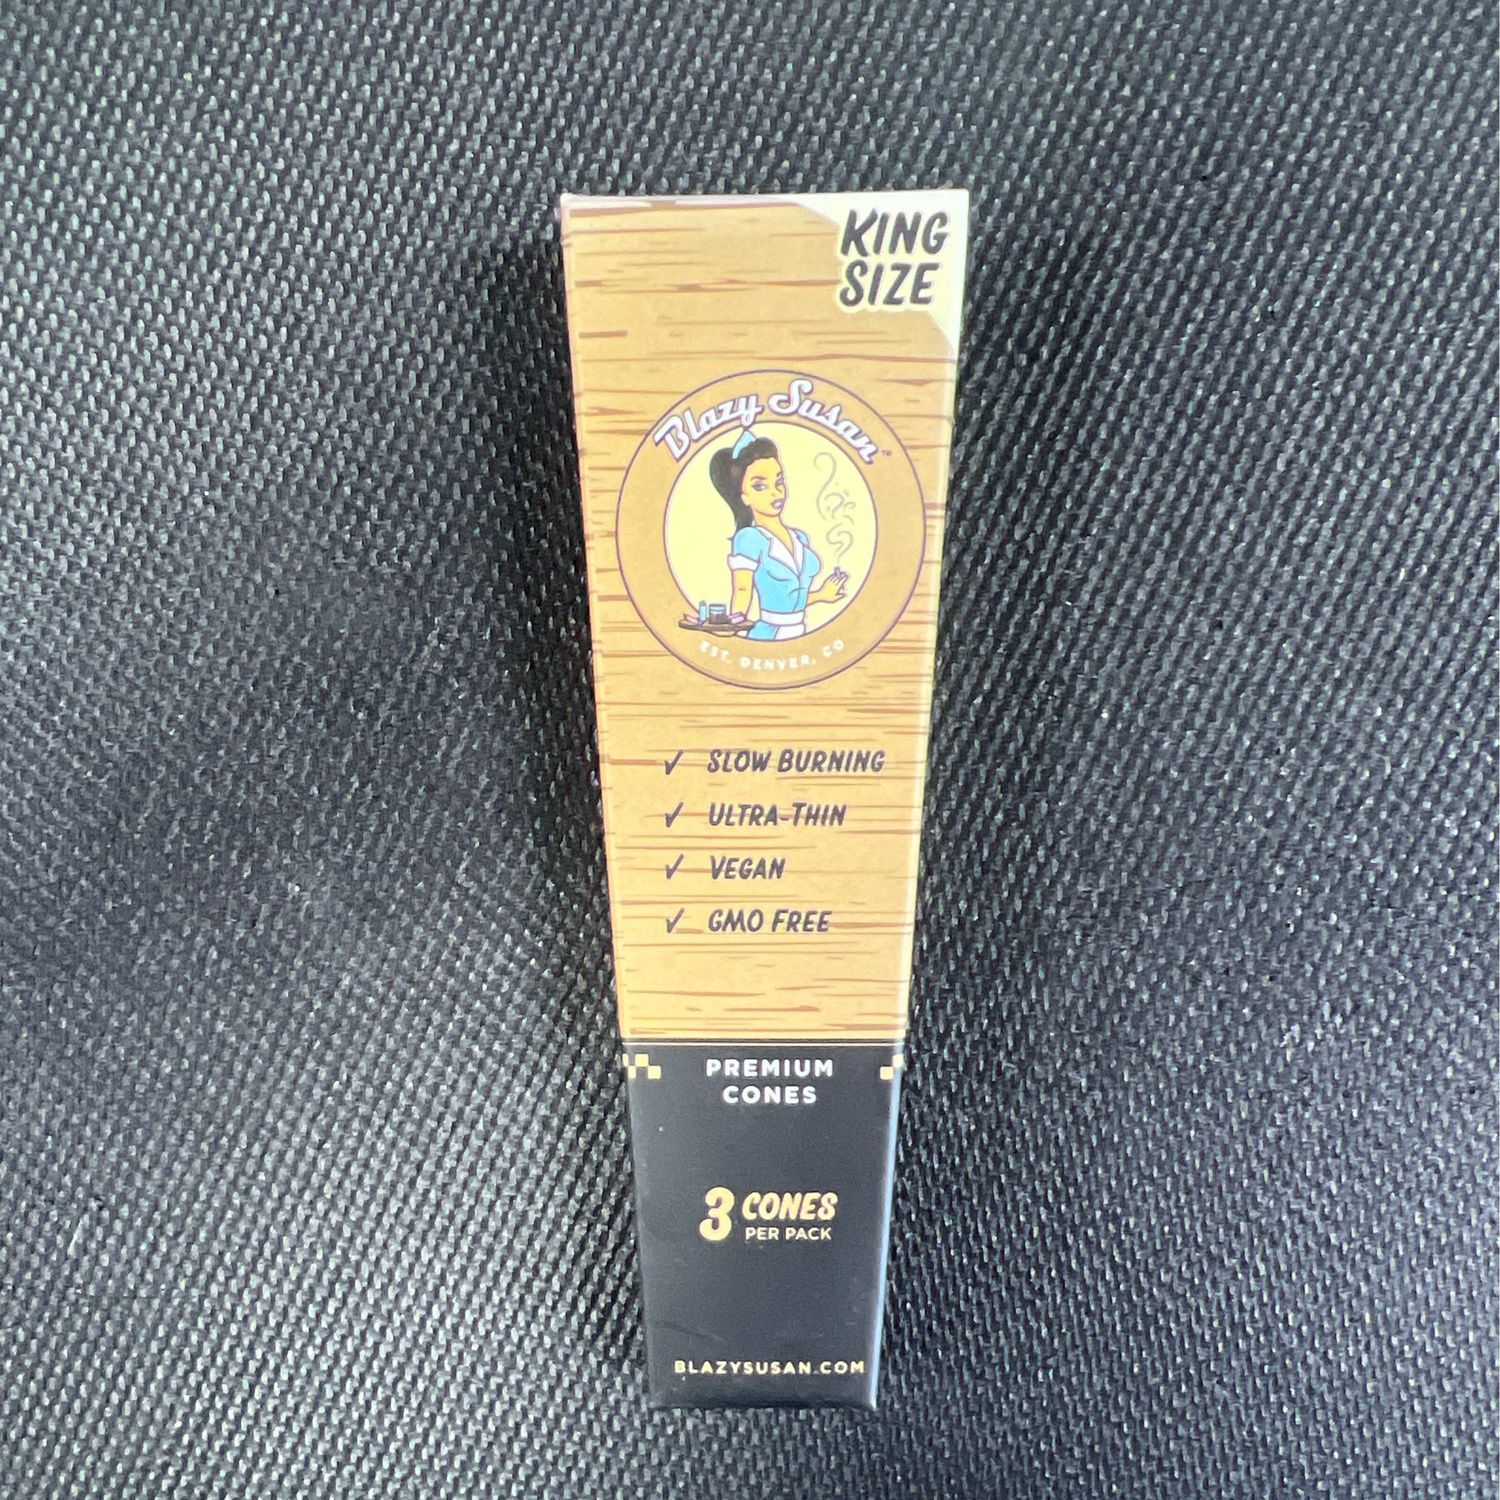 KING
SIZE
Blazy Susan™
EST. DENVER, CO
✓ SLOW BURNING
✓ ULTRA-THIN
✓ VEGAN
✓ GMO FREE
PREMIUM
CONES
3 CONES
PER PACK
BLAZYSUSAN.COM